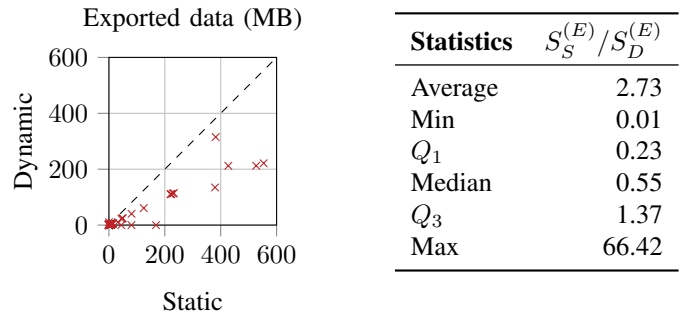 Exported data (MB)
600
400
200
0
Dynamic
0 200 400 600
Static
Statistics S_S^{(E)}/S_D^{(E)}
Average 2.73
Min 0.01
Q_1 0.23
Median 0.55
Q_3 1.37
Max 66.42